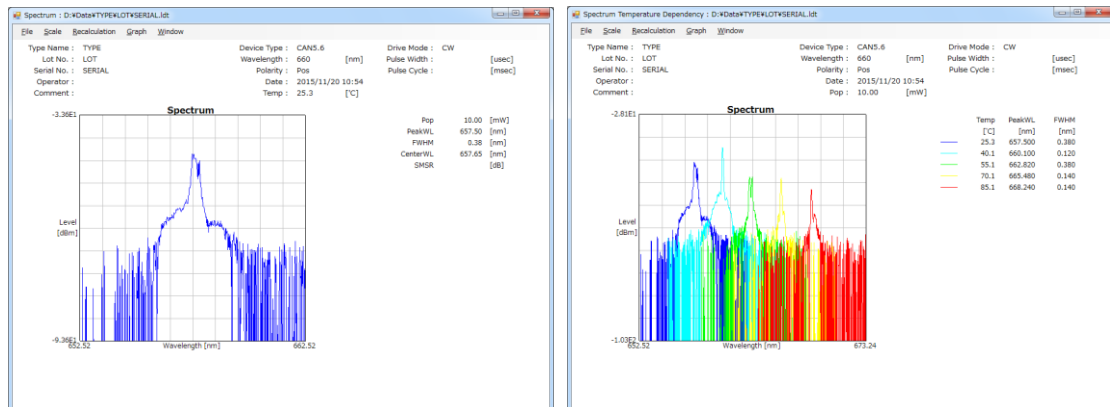 Spectrum : D:¥Data¥TYPE¥LOT¥SERIAL.ldt
File Scale Recalculation Graph Window
Type Name : TYPE Device Type : CAN5.6 Drive Mode : CW
Lot No. : LOT Wavelength : 660 [nm] Pulse Width : [usec]
Serial No. : SERIAL Polarity : Pos Pulse Cycle : [msec]
Operator : Date : 2015/11/20 10:54
Comment : Temp : 25.3 [℃]
Spectrum
-3.36E1
Pop 10.00 [mW]
PeakWL 657.50 [nm]
FWHM 0.38 [nm]
CenterWL 657.65 [nm]
SMSR [dB]
Level
[dBm]
-9.36E1
652.52 Wavelength [nm] 662.52
Spectrum Temperature Dependency : D:¥Data¥TYPE¥LOT¥SERIAL.ldt
File Scale Recalculation Graph Window
Type Name : TYPE Device Type : CAN5.6 Drive Mode : CW
Lot No. : LOT Wavelength : 660 [nm] Pulse Width : [usec]
Serial No. : SERIAL Polarity : Pos Pulse Cycle : [msec]
Operator : Date : 2015/11/20 10:54
Comment : Pop : 10.00 [mW]
Spectrum
-2.81E1
Temp PeakWL FWHM
[℃] [nm] [nm]
25.3 657.500 0.380
40.1 660.100 0.120
55.1 662.820 0.380
70.1 665.480 0.140
85.1 668.240 0.140
Level
[dBm]
-1.03E2
652.52 Wavelength [nm] 673.24